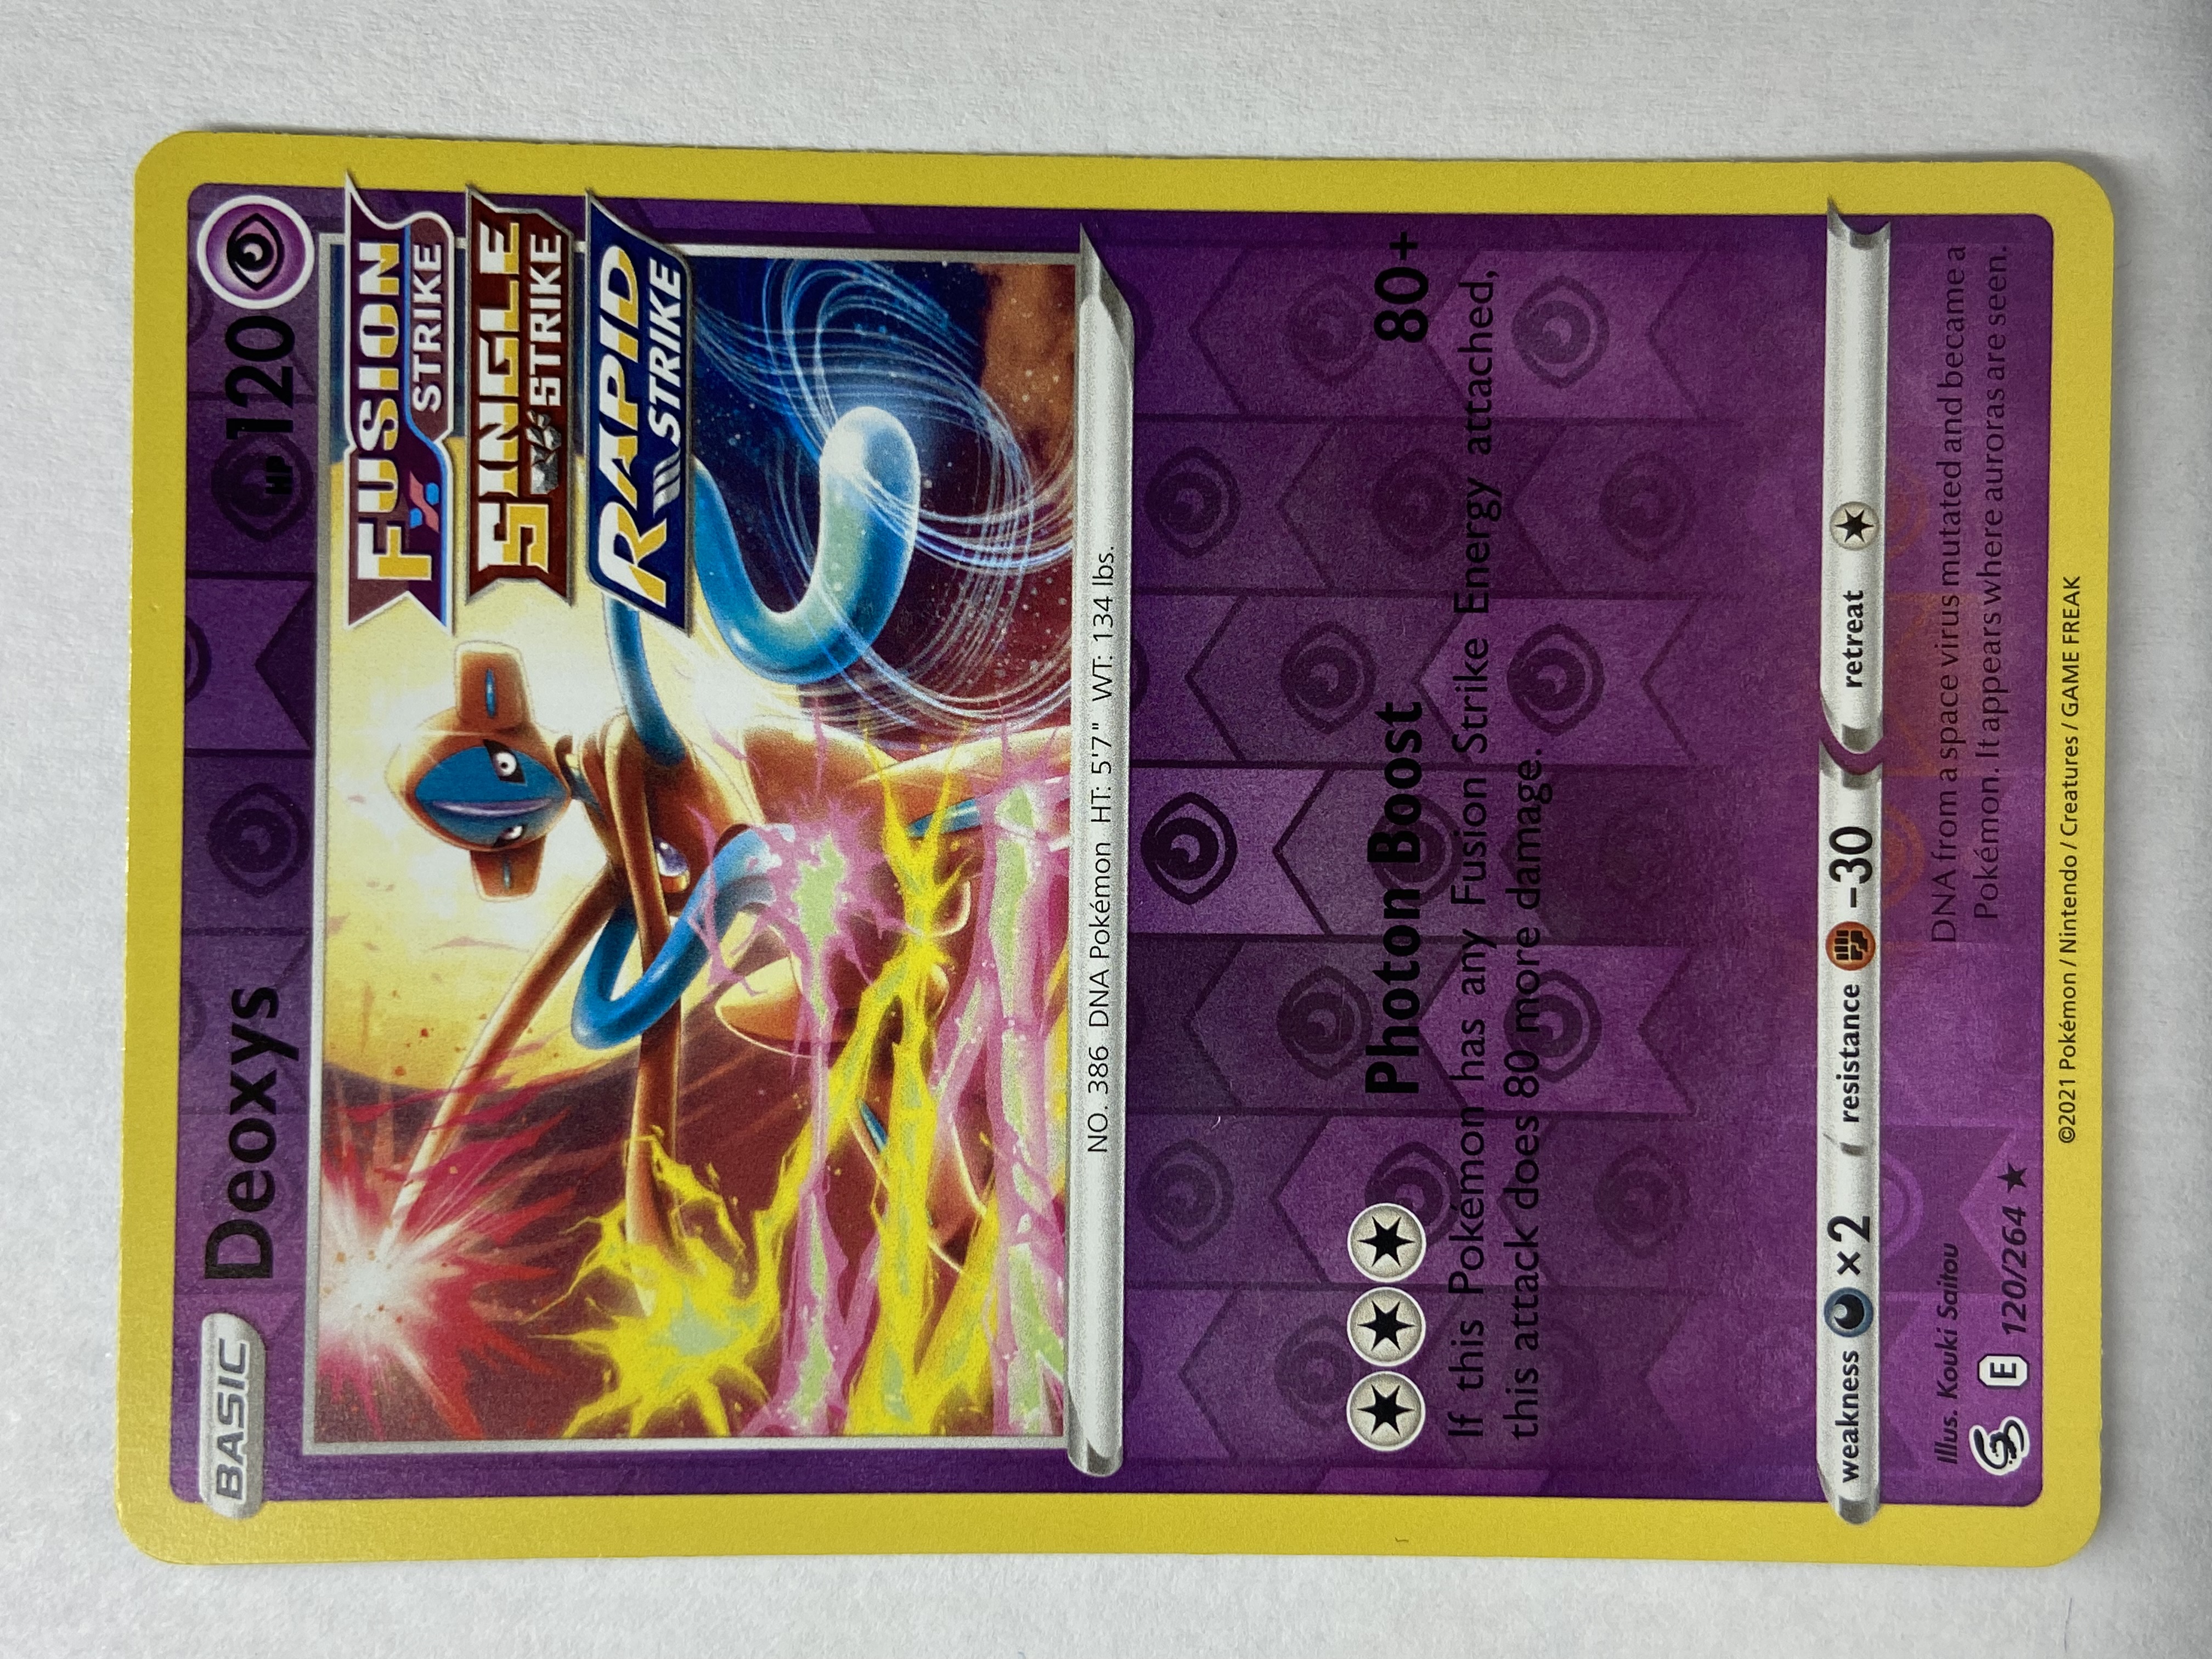 BASIC Deoxys HP 120
FUSION
STRIKE
SINGLE
STRIKE
RAPID
STRIKE
NO. 386 DNA Pokémon HT: 5'7" WT: 134 lbs.
Photon Boost 80+
If this Pokémon has any Fusion Strike Energy attached,
this attack does 80 more damage.
weakness ×2 resistance -30 retreat
Illus. Kouki Saitou
DNA from a space virus mutated and became a
Pokémon. It appears where auroras are seen.
E 120/264 ★
©2021 Pokémon / Nintendo / Creatures / GAME FREAK